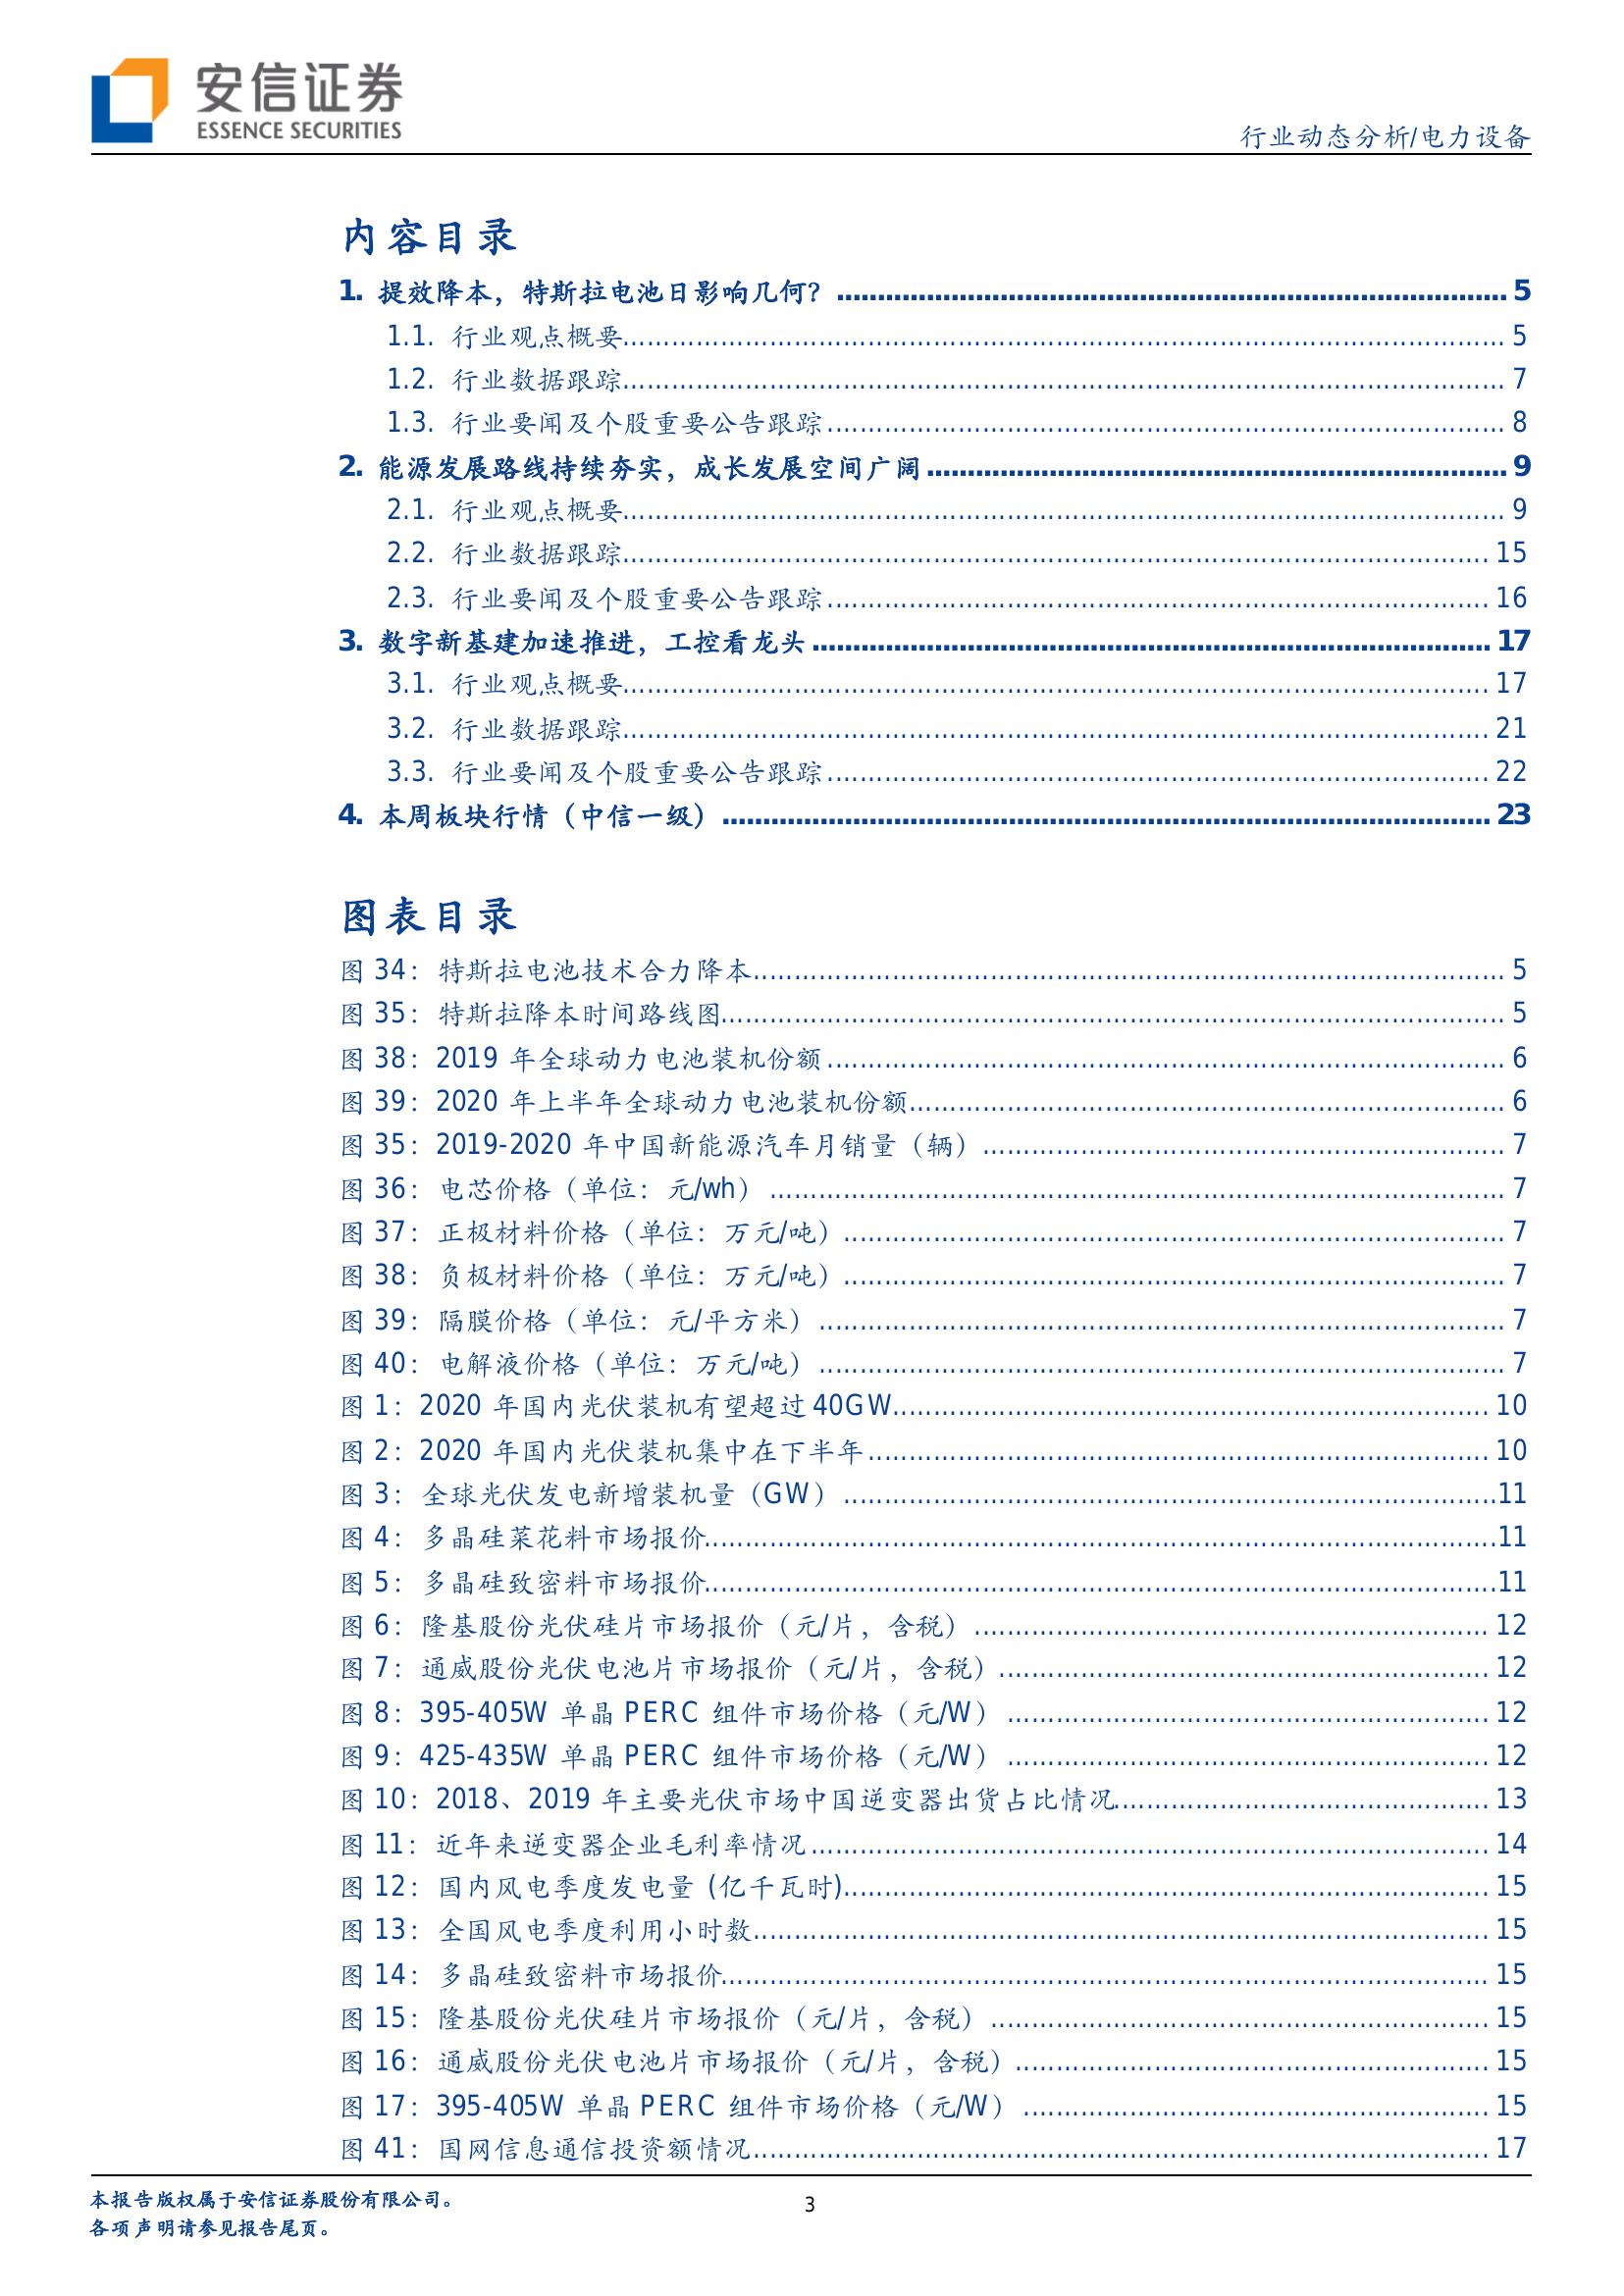 安信证券
ESSENCE SECURITIES
行业动态分析/电力设备
内容目录
1. 提效降本，特斯拉电池日影响几何？ 5
1.1. 行业观点概要 5
1.2. 行业数据跟踪 7
1.3. 行业要闻及个股重要公告跟踪 8
2. 能源发展路线持续夯实，成长发展空间广阔 9
2.1. 行业观点概要 9
2.2. 行业数据跟踪 15
2.3. 行业要闻及个股重要公告跟踪 16
3. 数字新基建加速推进，工控看龙头 17
3.1. 行业观点概要 17
3.2. 行业数据跟踪 21
3.3. 行业要闻及个股重要公告跟踪 22
4. 本周板块行情（中信一级） 23
图表目录
图 34：特斯拉电池技术合力降本 5
图 35：特斯拉降本时间路线图 5
图 38：2019 年全球动力电池装机份额 6
图 39：2020 年上半年全球动力电池装机份额 6
图 35：2019-2020 年中国新能源汽车月销量（辆） 7
图 36：电芯价格（单位：元/wh） 7
图 37：正极材料价格（单位：万元/吨） 7
图 38：负极材料价格（单位：万元/吨） 7
图 39：隔膜价格（单位：元/平方米） 7
图 40：电解液价格（单位：万元/吨） 7
图 1：2020 年国内光伏装机有望超过 40GW 10
图 2：2020 年国内光伏装机集中在下半年 10
图 3：全球光伏发电新增装机量（GW） 11
图 4：多晶硅菜花料市场报价 11
图 5：多晶硅致密料市场报价 11
图 6：隆基股份光伏硅片市场报价（元/片，含税） 12
图 7：通威股份光伏电池片市场报价（元/片，含税） 12
图 8：395-405W 单晶 PERC 组件市场价格（元/W） 12
图 9：425-435W 单晶 PERC 组件市场价格（元/W） 12
图 10：2018、2019 年主要光伏市场中国逆变器出货占比情况 13
图 11：近年来逆变器企业毛利率情况 14
图 12：国内风电季度发电量 (亿千瓦时) 15
图 13：全国风电季度利用小时数 15
图 14：多晶硅致密料市场报价 15
图 15：隆基股份光伏硅片市场报价（元/片，含税） 15
图 16：通威股份光伏电池片市场报价（元/片，含税） 15
图 17：395-405W 单晶 PERC 组件市场价格（元/W） 15
图 41：国网信息通信投资额情况 17
本报告版权属于安信证券股份有限公司。
3
各项声明请参见报告尾页。